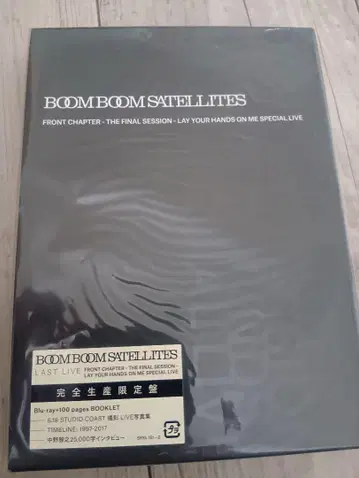 BOOM BOOM SATELLITES
FRONT CHAPTER - THE FINAL SESSION - LAY YOUR HANDS ON ME SPECIAL LIVE
BOOM BOOM SATELLITES
LAST LIVE
FRONT CHAPTER - THE FINAL SESSION -
LAY YOUR HANDS ON ME SPECIAL LIVE
完全生産限定盤
Blu-ray+100 pages BOOKLET
6.18 STUDIO COAST 撮影 LIVE写真集
TIMELINE: 1997-2017
中野雅之25,000字インタビュー